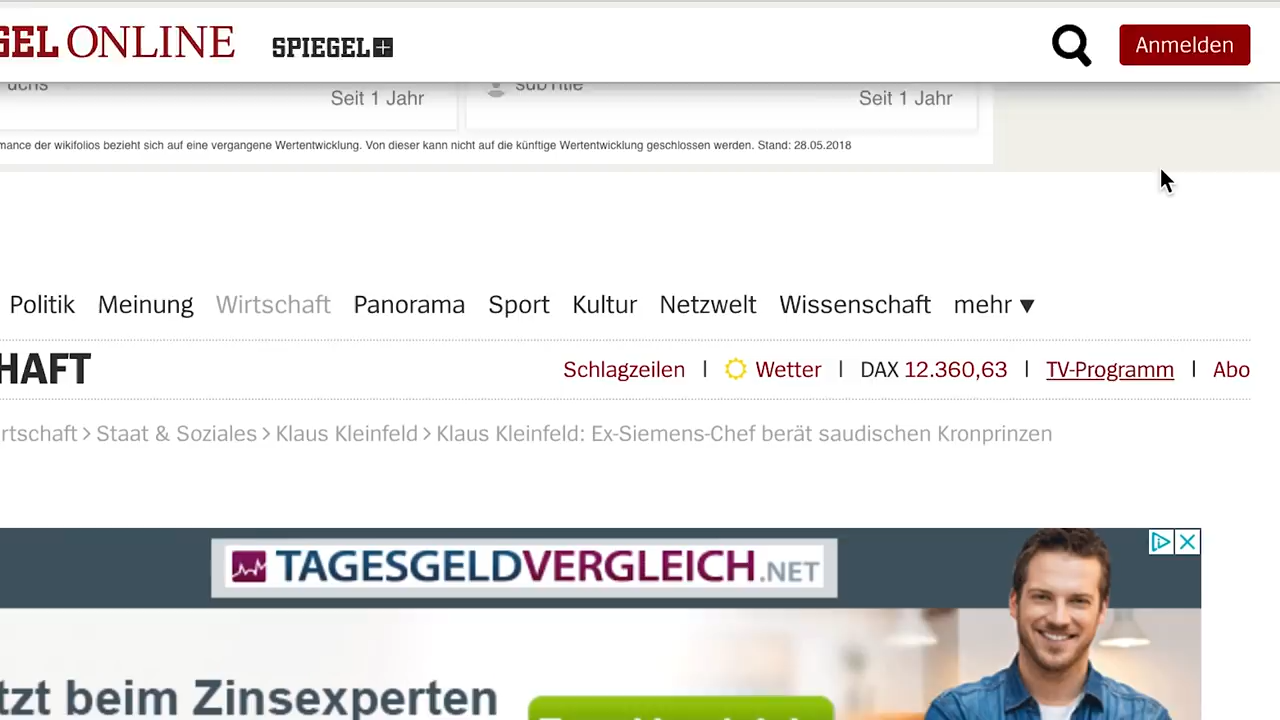 GEL ONLINE SPIEGEL+ Anmelden
uchs subTitle
Seit 1 Jahr Seit 1 Jahr
mance der wikifolios bezieht sich auf eine vergangene Wertentwicklung. Von dieser kann nicht auf die künftige Wertentwicklung geschlossen werden. Stand: 28.05.2018
Politik Meinung Wirtschaft Panorama Sport Kultur Netzwelt Wissenschaft mehr ▼
HAFT Schlagzeilen | Wetter | DAX 12.360,63 | TV-Programm | Abo
rtschaft > Staat & Soziales > Klaus Kleinfeld > Klaus Kleinfeld: Ex-Siemens-Chef berät saudischen Kronprinzen
TAGESGELDVERGLEICH.NET
tzt beim Zinsexperten